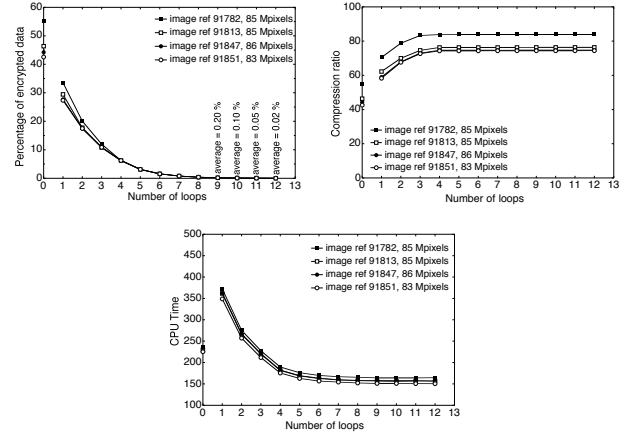 60
50
40
30
20
10
0
Percentage of encrypted data
image ref 91782, 85 Mpixels
image ref 91813, 85 Mpixels
image ref 91847, 86 Mpixels
image ref 91851, 83 Mpixels
average = 0.20 %
average = 0.10 %
average = 0.05 %
average = 0.02 %
0 1 2 3 4 5 6 7 8 9 10 11 12 13
Number of loops
100
80
60
40
20
0
Compression ratio
image ref 91782, 85 Mpixels
image ref 91813, 85 Mpixels
image ref 91847, 86 Mpixels
image ref 91851, 83 Mpixels
0 1 2 3 4 5 6 7 8 9 10 11 12 13
Number of loops
500
450
400
350
300
250
200
150
100
CPU Time
image ref 91782, 85 Mpixels
image ref 91813, 85 Mpixels
image ref 91847, 86 Mpixels
image ref 91851, 83 Mpixels
0 1 2 3 4 5 6 7 8 9 10 11 12 13
Number of loops